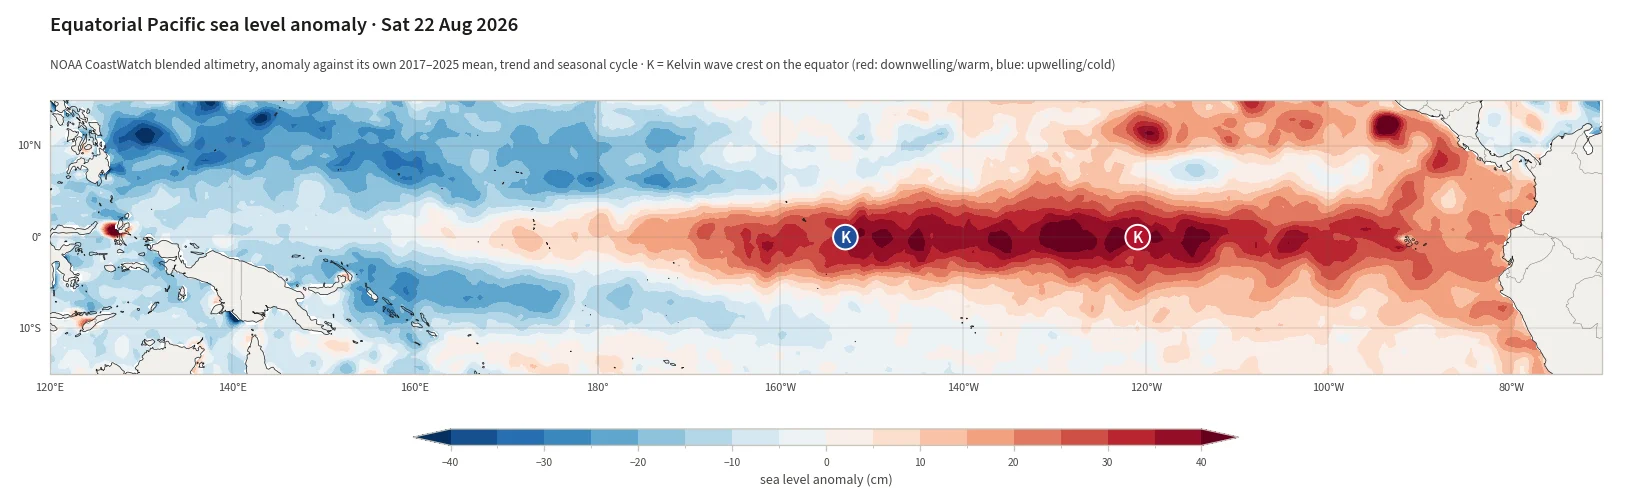 Equatorial Pacific sea level anomaly · Sat 22 Aug 2026
NOAA CoastWatch blended altimetry, anomaly against its own 2017–2025 mean, trend and seasonal cycle · K = Kelvin wave crest on the equator (red: downwelling/warm, blue: upwelling/cold)
10°N
0°
K K
10°S
120°E 140°E 160°E 180° 160°W 140°W 120°W 100°W 80°W
−40 −30 −20 −10 0 10 20 30 40
sea level anomaly (cm)